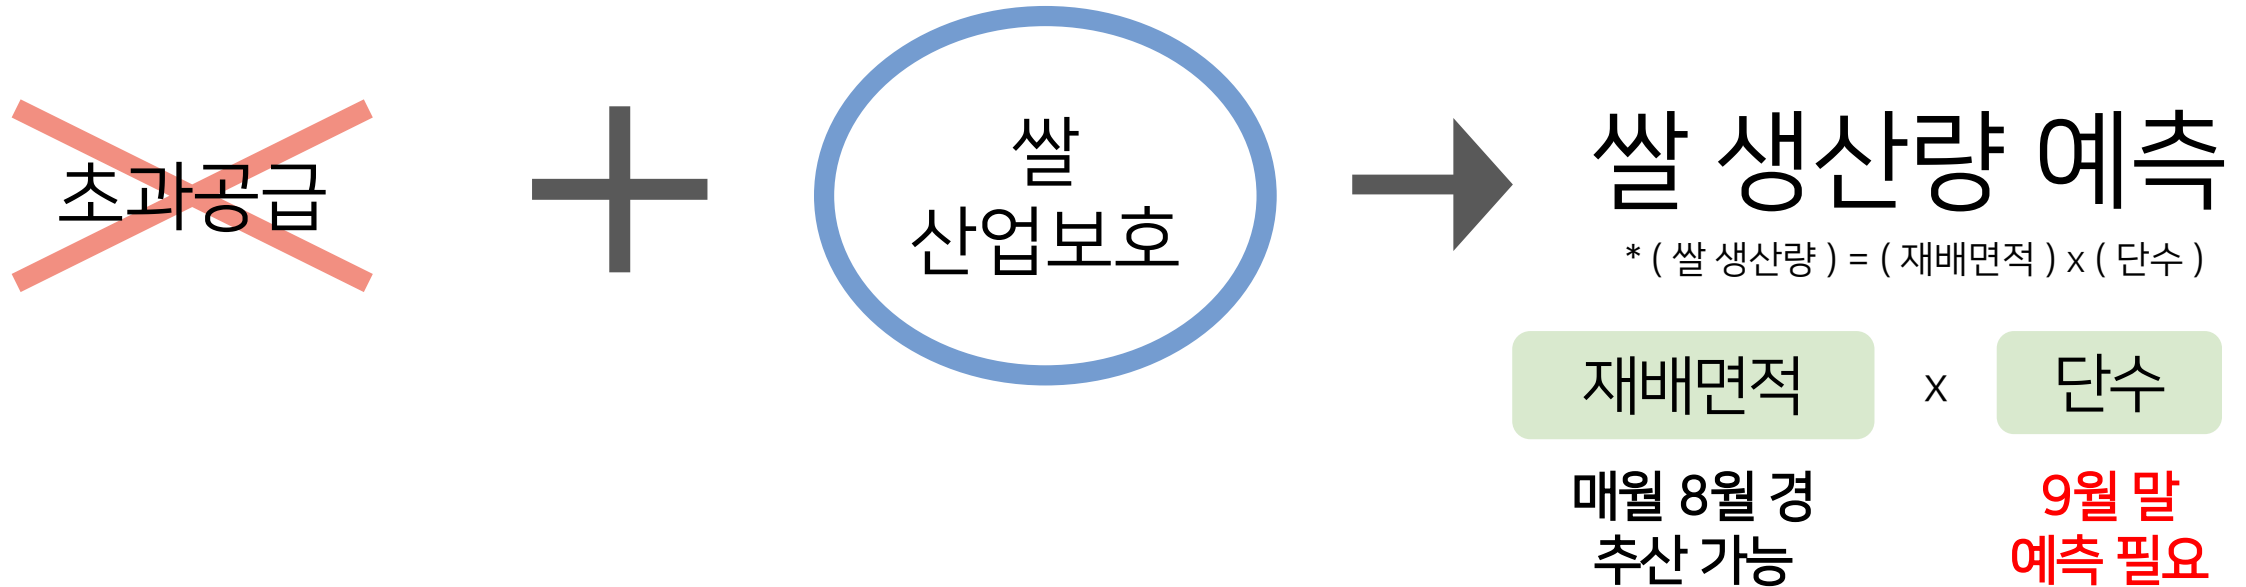 초과공급
쌀
산업보호
쌀 생산량 예측
* ( 쌀 생산량 ) = ( 재배면적 ) x ( 단수 )
재배면적 x 단수
매월 8월 경
추산 가능
9월 말
예측 필요